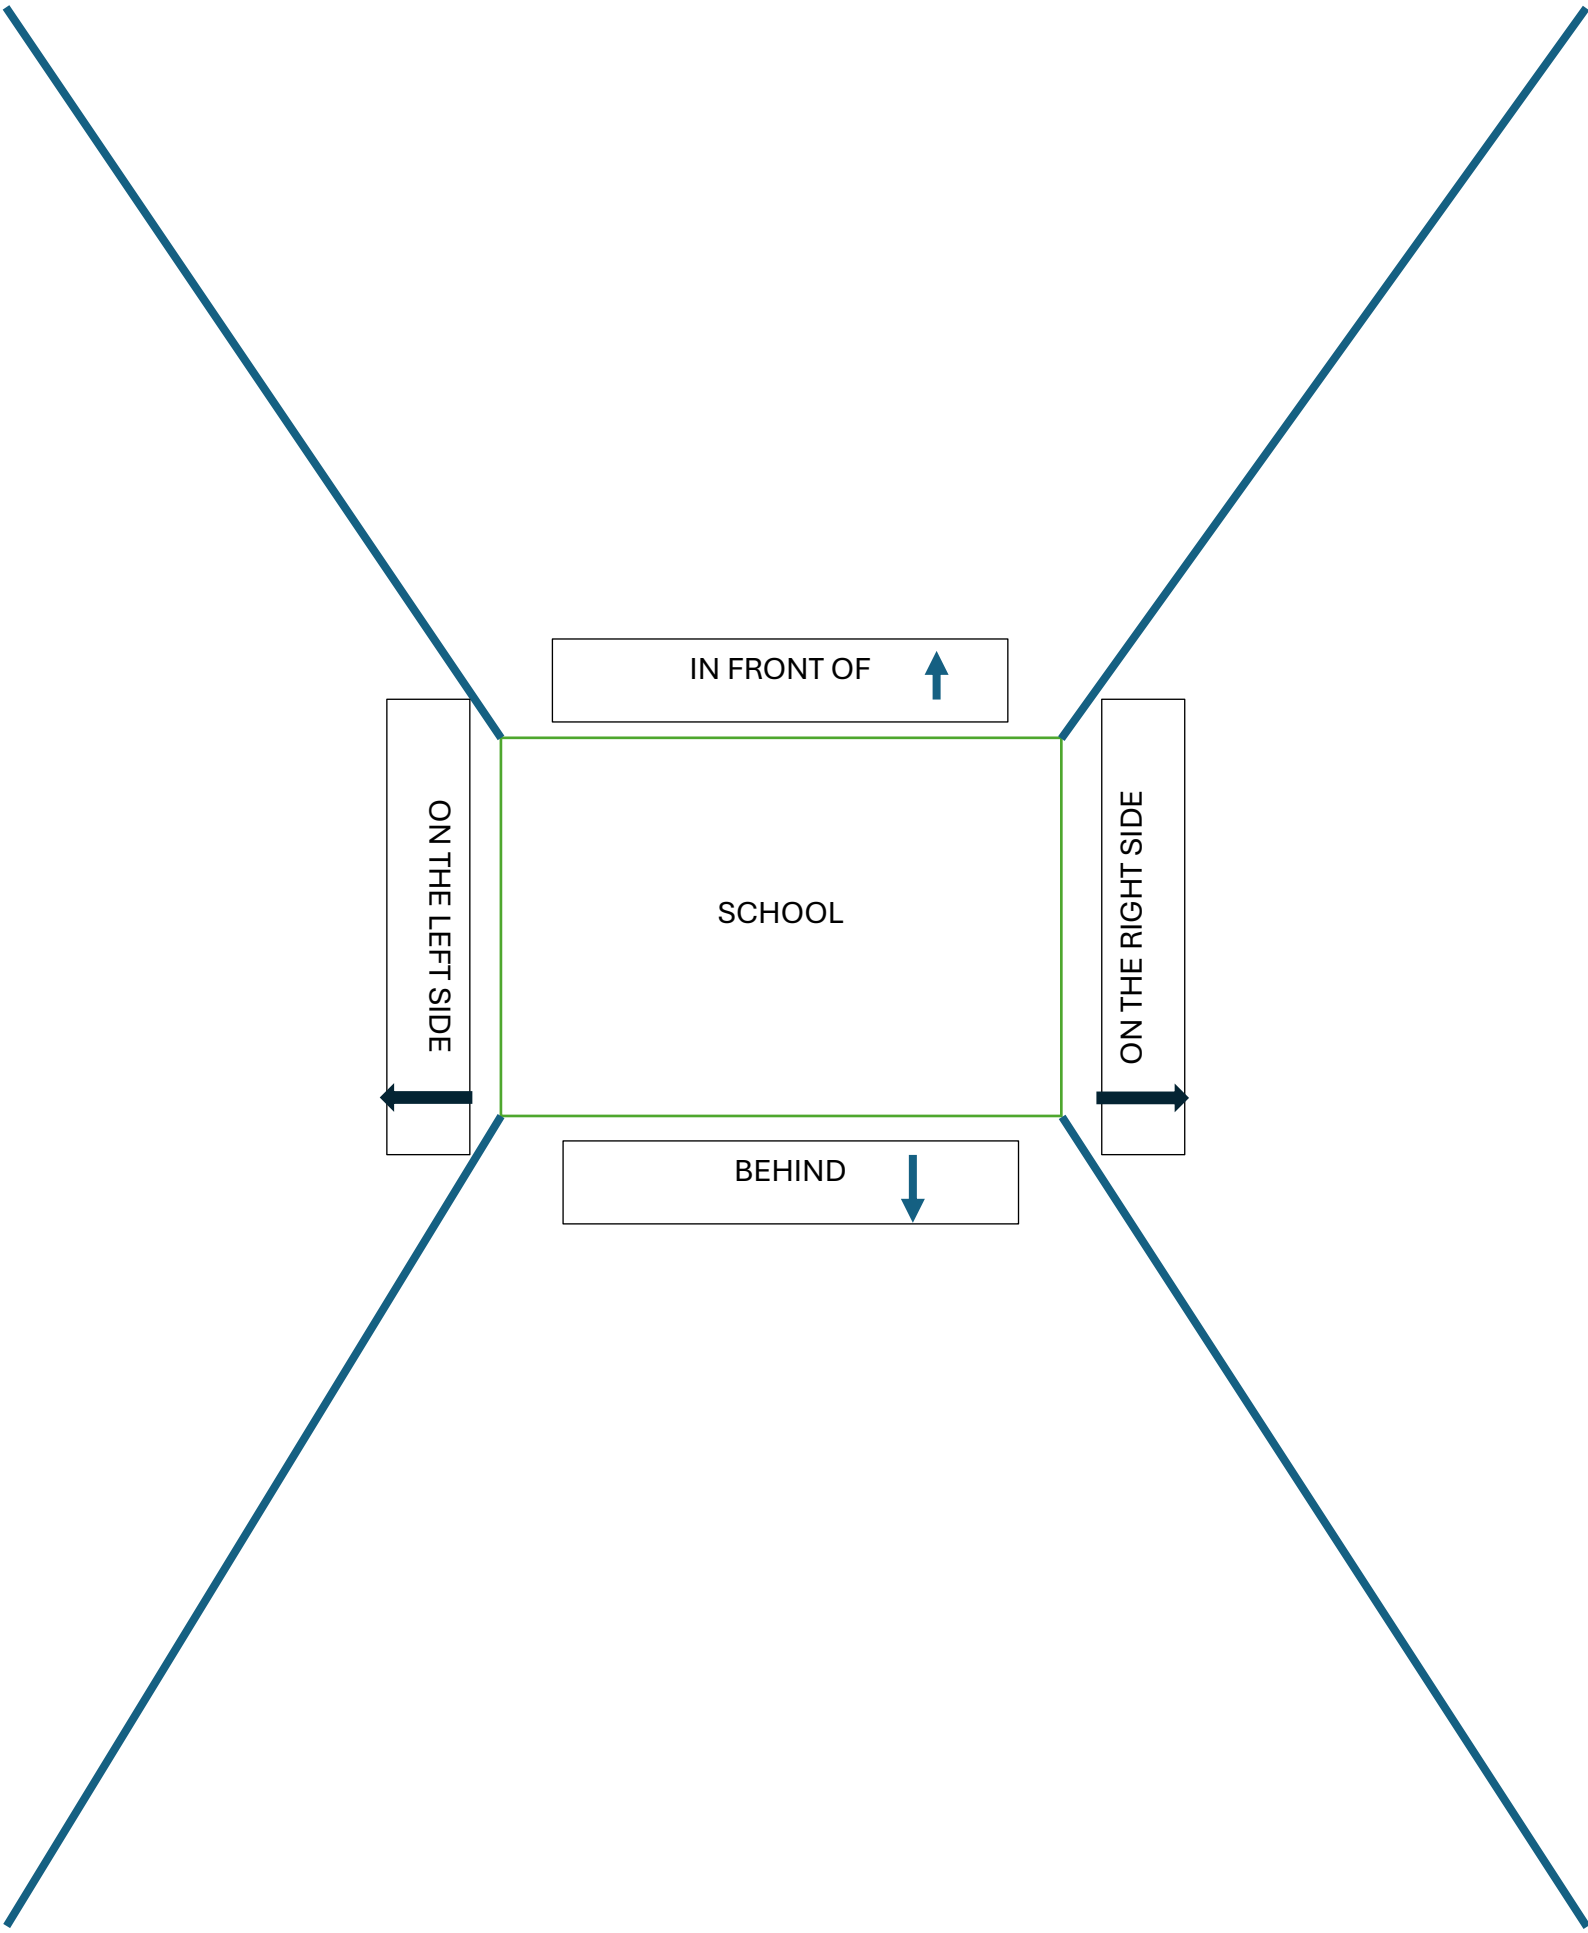 IN FRONT OF
ON THE LEFT SIDE
SCHOOL
ON THE RIGHT SIDE
BEHIND